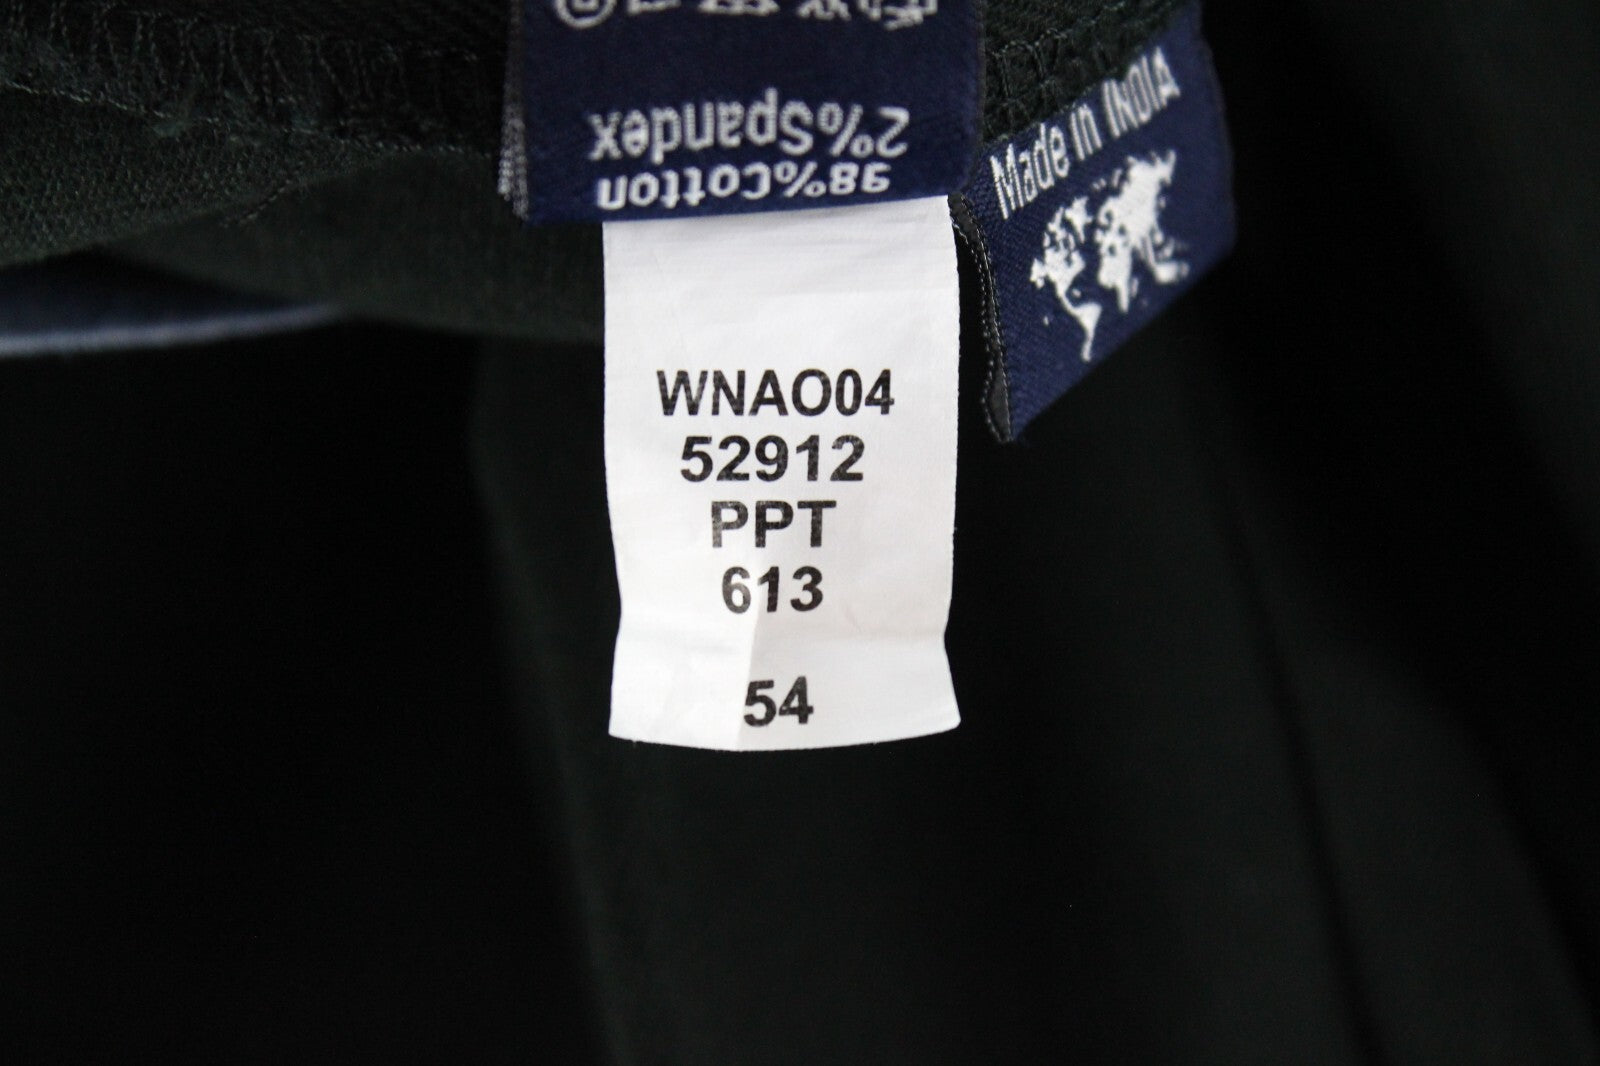 98%Cotton
2%Spandex
Made in INDIA
WNAO04
52912
PPT
613
54